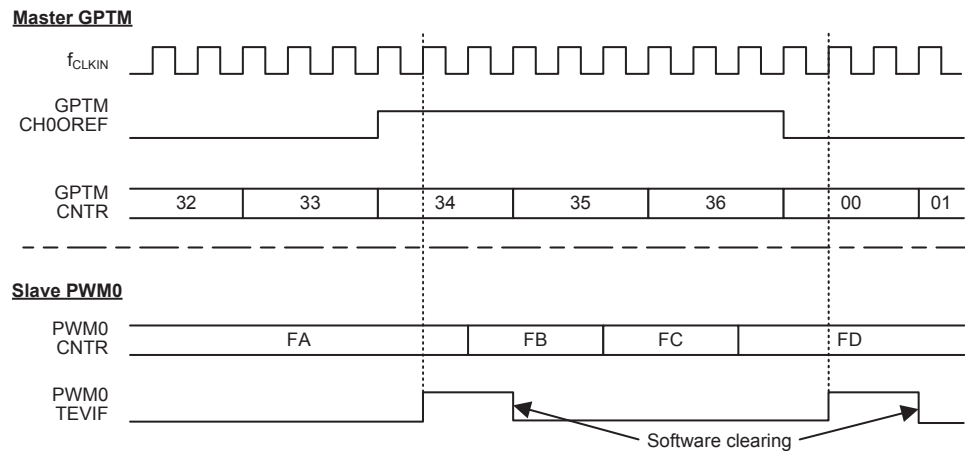 Master GPTM
fCLKIN
GPTM
CH0OREF
GPTM
CNTR
32 33 34 35 36 00 01
Slave PWM0
PWM0
CNTR
FA FB FC FD
PWM0
TEVIF
Software clearing